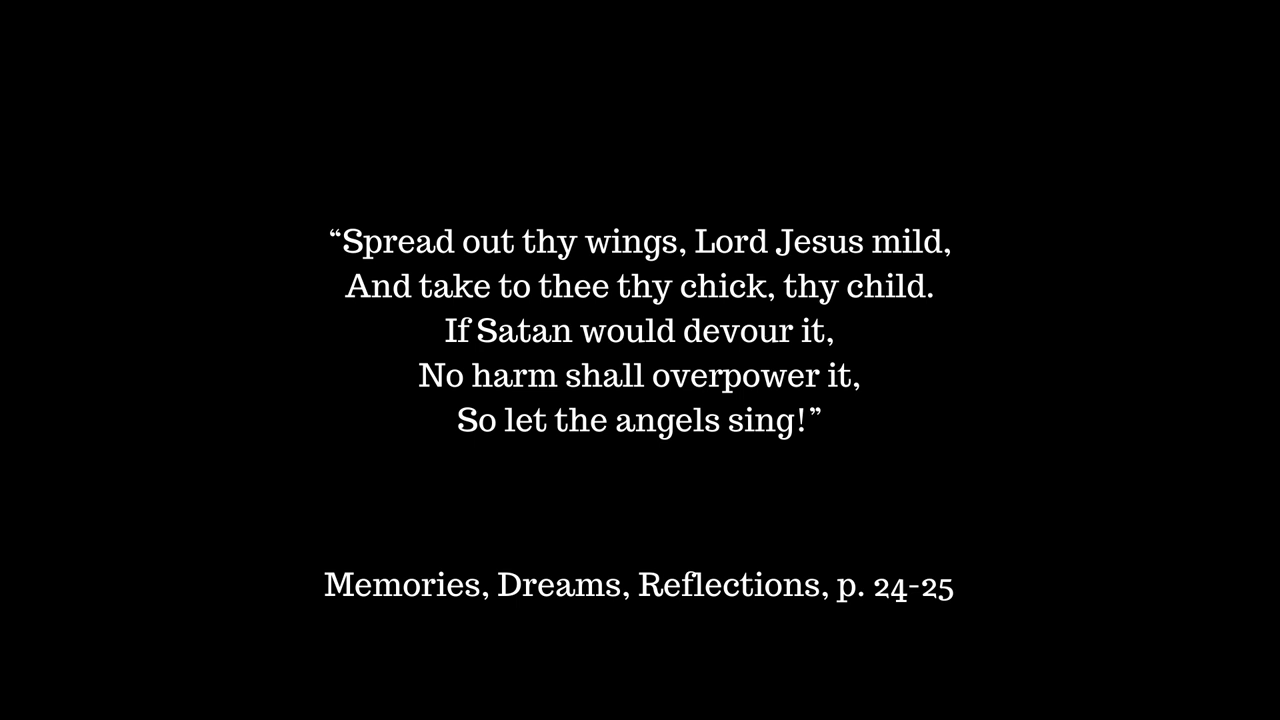 “Spread out thy wings, Lord Jesus mild,
And take to thee thy chick, thy child.
If Satan would devour it,
No harm shall overpower it,
So let the angels sing!”
Memories, Dreams, Reflections, p. 24-25